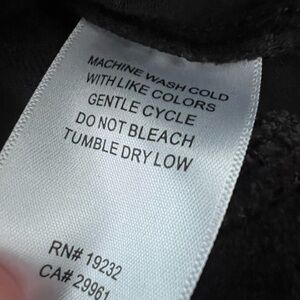 MACHINE WASH COLD
WITH LIKE COLORS
GENTLE CYCLE
DO NOT BLEACH
TUMBLE DRY LOW
RN# 19232
CA# 29961